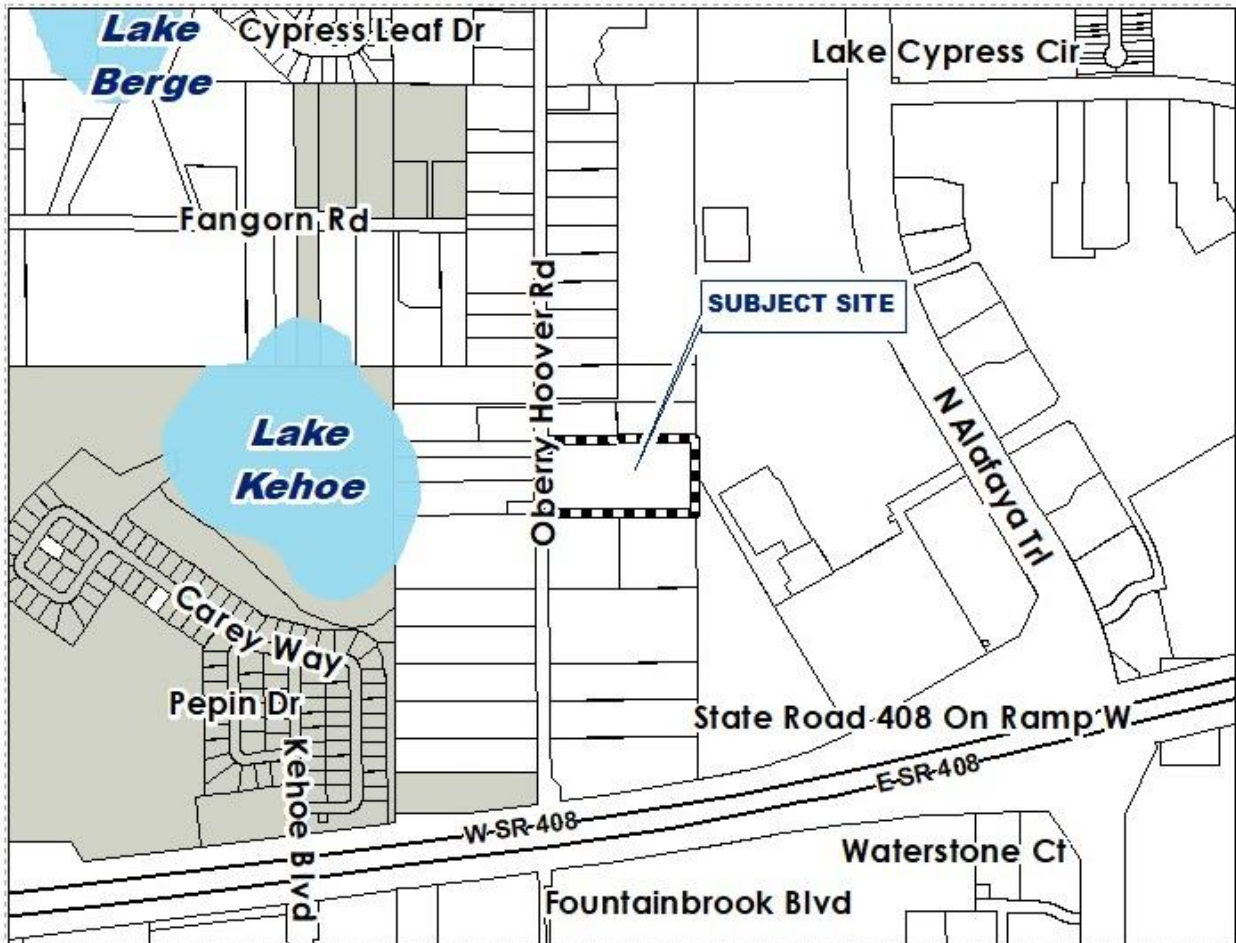 Lake
Berge
Cypress Leaf Dr
Lake Cypress Cir
Fangorn Rd
Oberry Hoover Rd
SUBJECT SITE
N Alafaya Trl
Lake
Kehoe
Carey Way
Pepin Dr
Kehoe Blvd
State Road 408 On Ramp W
E SR 408
W SR 408
Waterstone Ct
Fountainbrook Blvd